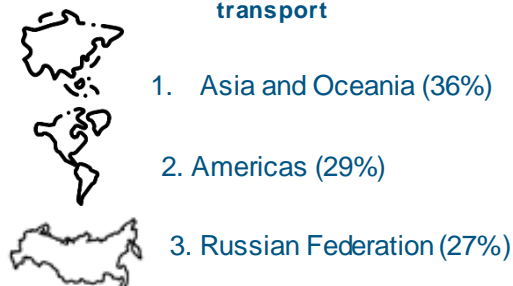 transport
1. Asia and Oceania (36%)
2. Americas (29%)
3. Russian Federation (27%)